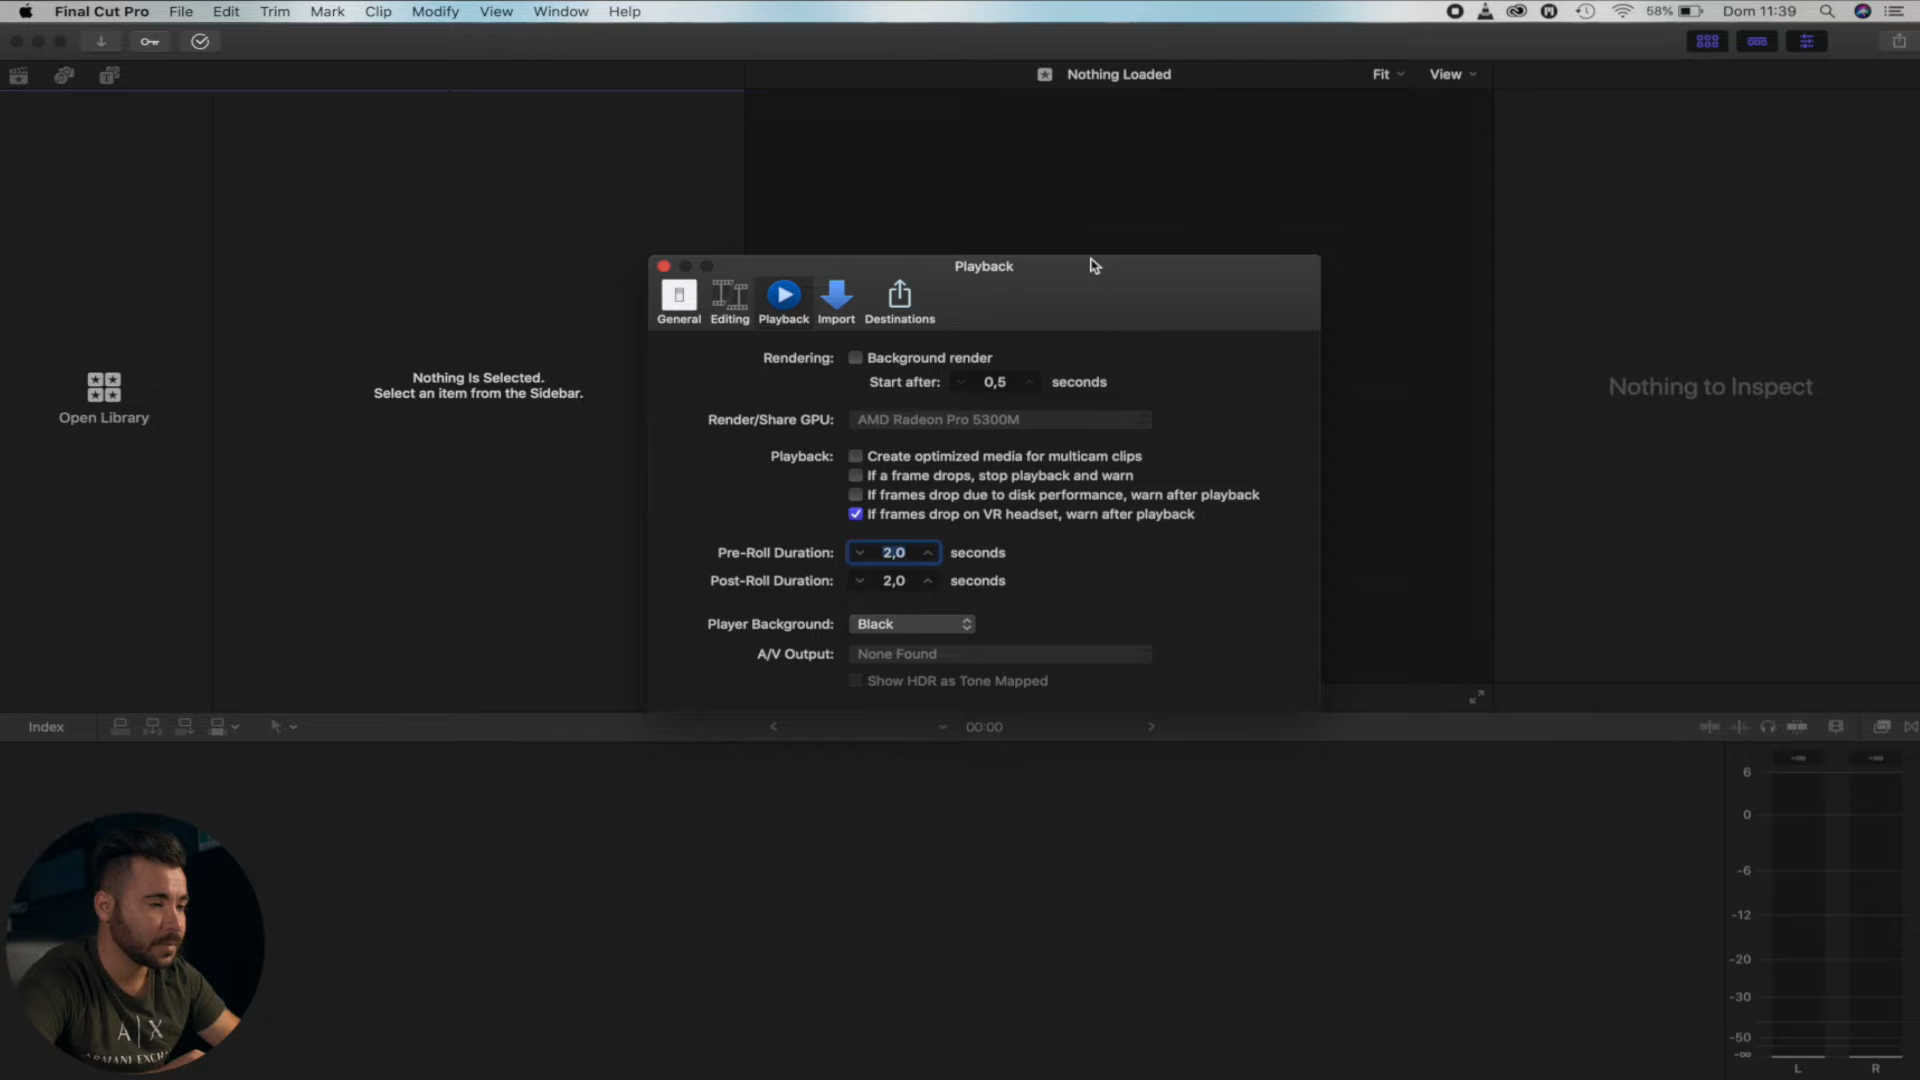 Final Cut Pro File Edit Trim Mark Clip Modify View Window Help 58% Dom 11:39
Nothing Loaded Fit View
Playback
General Editing Playback Import Destinations
Rendering: Background render
Start after: 0,5 seconds
Render/Share GPU: AMD Radeon Pro 5300M
Playback: Create optimized media for multicam clips
If a frame drops, stop playback and warn
If frames drop due to disk performance, warn after playback
If frames drop on VR headset, warn after playback
Pre-Roll Duration: 2,0 seconds
Post-Roll Duration: 2,0 seconds
Player Background: Black
A/V Output: None Found
Show HDR as Tone Mapped
Open Library
Nothing Is Selected.
Select an item from the Sidebar.
Nothing to Inspect
Index 00:00
-∞ -∞
6
0
-6
-12
-20
-30
-50
-∞
L R
A|X
ARMANI EXCH